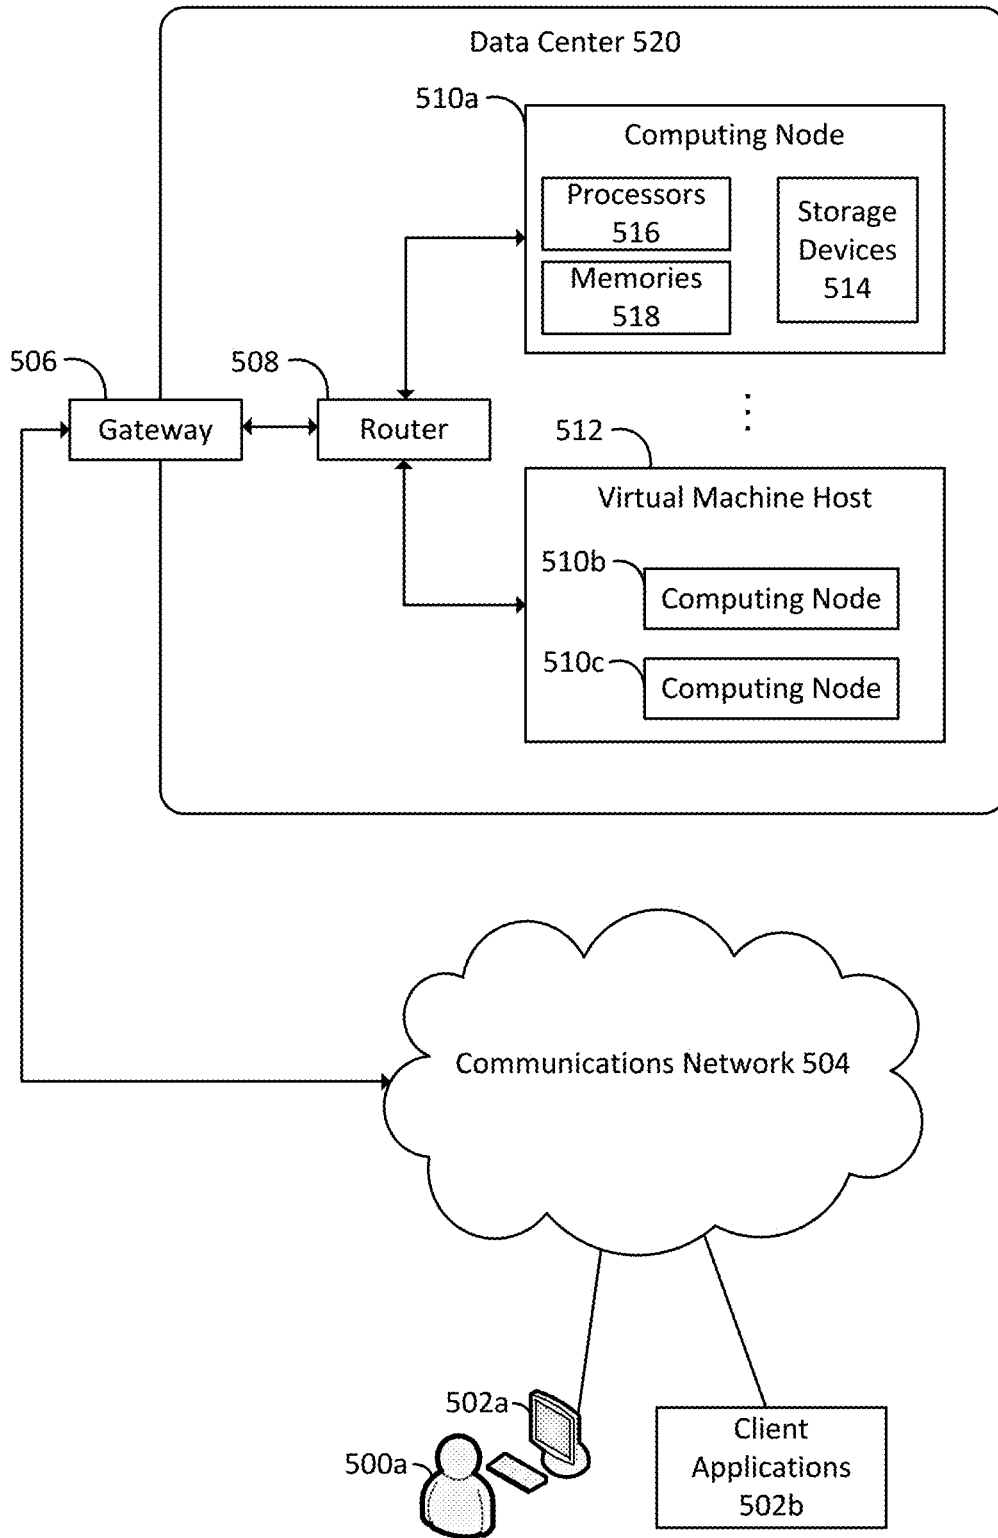 Data Center 520
510a
Computing Node
Processors
516
Storage
Devices
514
Memories
518
506
508
Gateway
Router
512
Virtual Machine Host
510b
Computing Node
510c
Computing Node
Communications Network 504
502a
500a
Client
Applications
502b